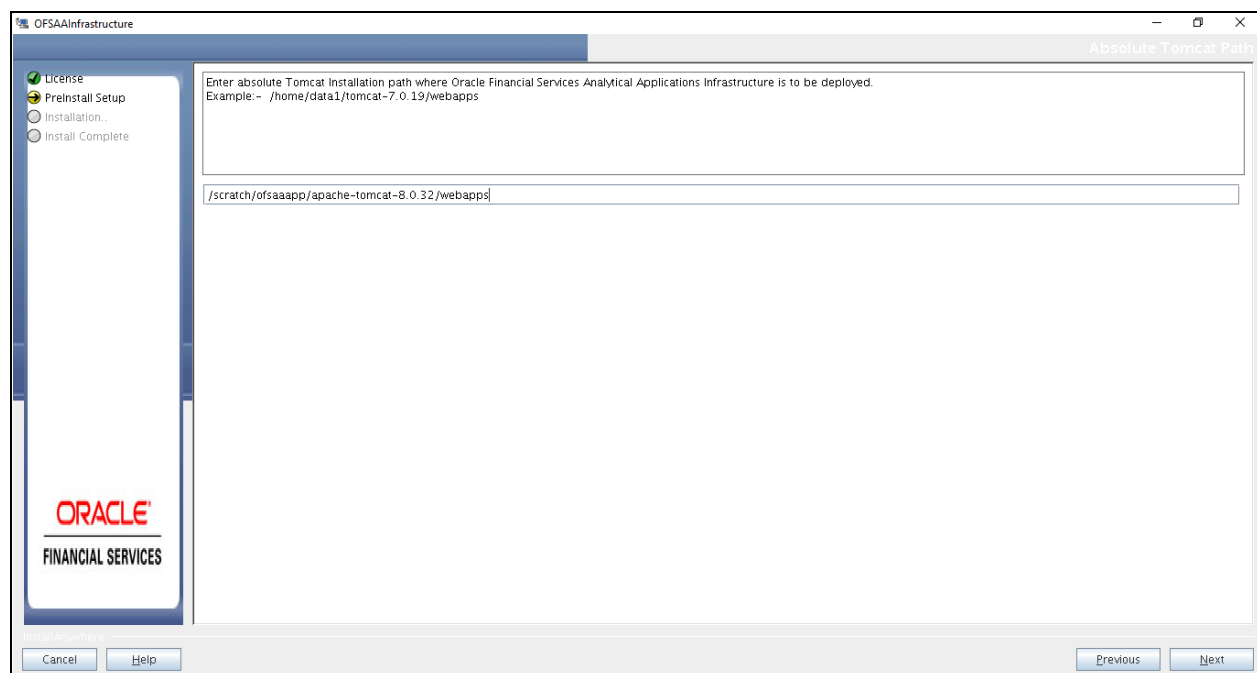 OFSAAInfrastructure
Absolute Tomcat Path
License
PreInstall Setup
Installation..
Install Complete
Enter absolute Tomcat Installation path where Oracle Financial Services Analytical Applications Infrastructure is to be deployed.
Example:- /home/data1/tomcat-7.0.19/webapps
/scratch/ofsaaapp/apache-tomcat-8.0.32/webapps
ORACLE®
FINANCIAL SERVICES
InstallAnywhere
Cancel Help Previous Next